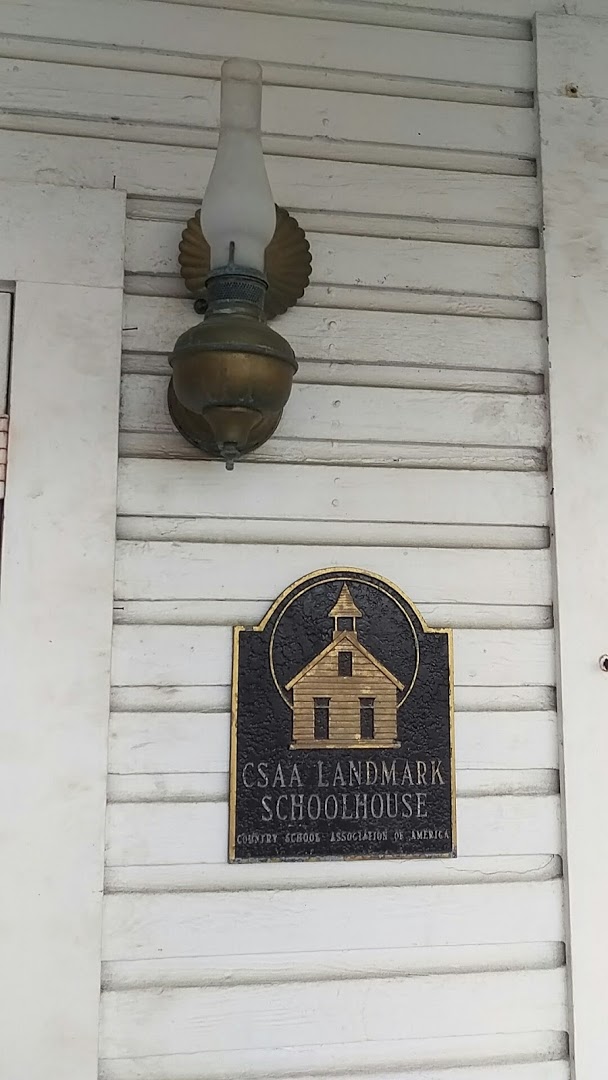 CSAA LANDMARK
SCHOOLHOUSE
COUNTRY SCHOOL ASSOCIATION OF AMERICA